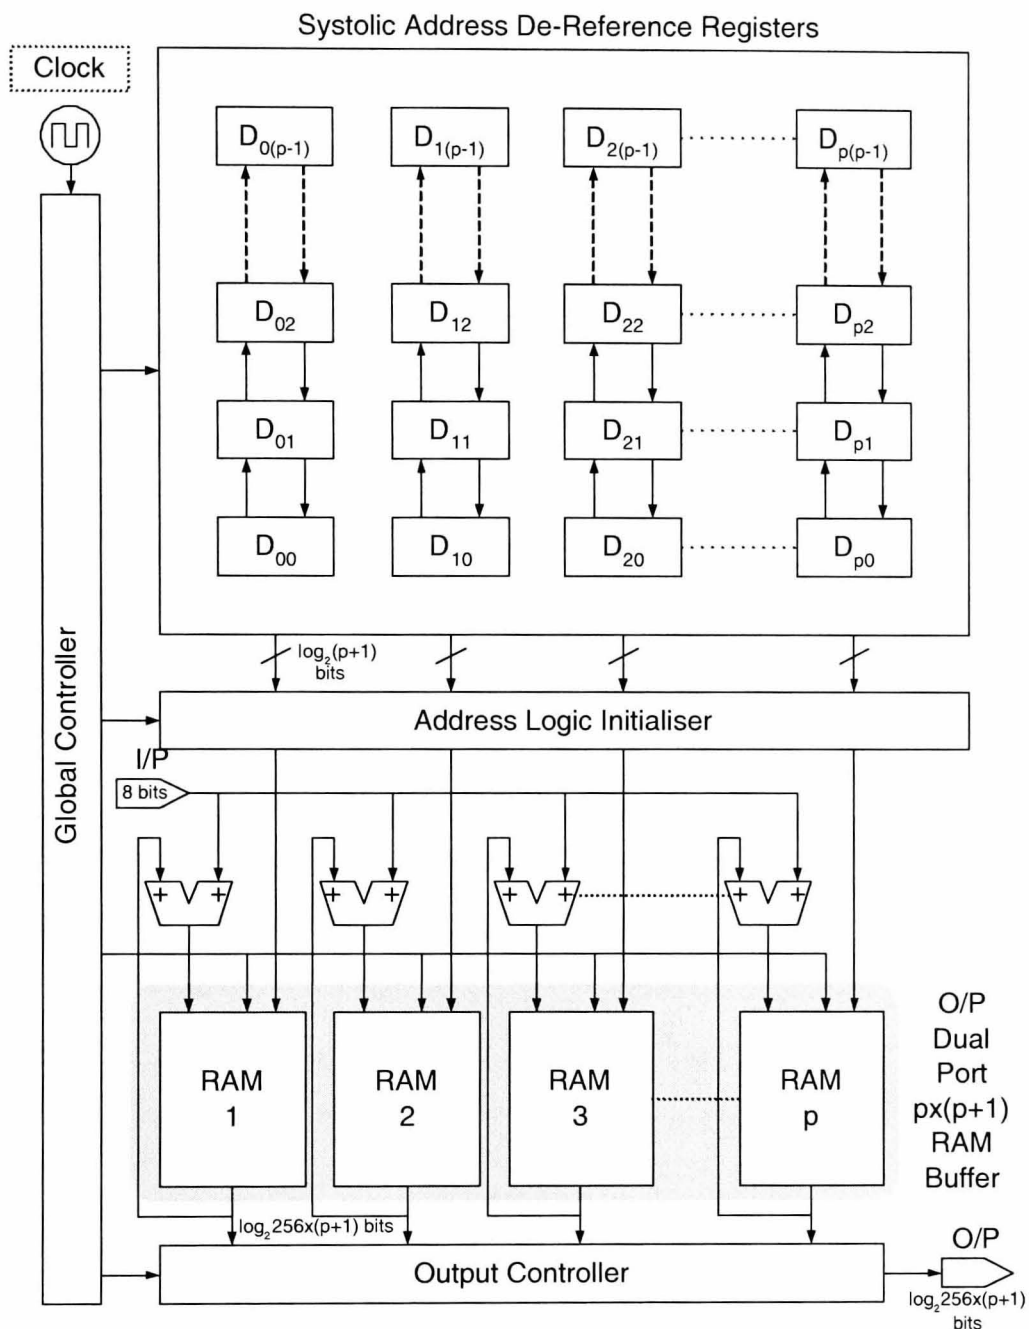 Systolic Address De-Reference Registers
Clock
D0(p-1) D1(p-1) D2(p-1) Dp(p-1)
D02 D12 D22 Dp2
D01 D11 D21 Dp1
D00 D10 D20 Dp0
log2(p+1)
bits
Address Logic Initialiser
Global Controller
I/P
8 bits
+ + + + + + + +
RAM
1
RAM
2
RAM
3
RAM
p
O/P
Dual
Port
px(p+1)
RAM
Buffer
log2256x(p+1) bits
Output Controller
O/P
log2256x(p+1)
bits